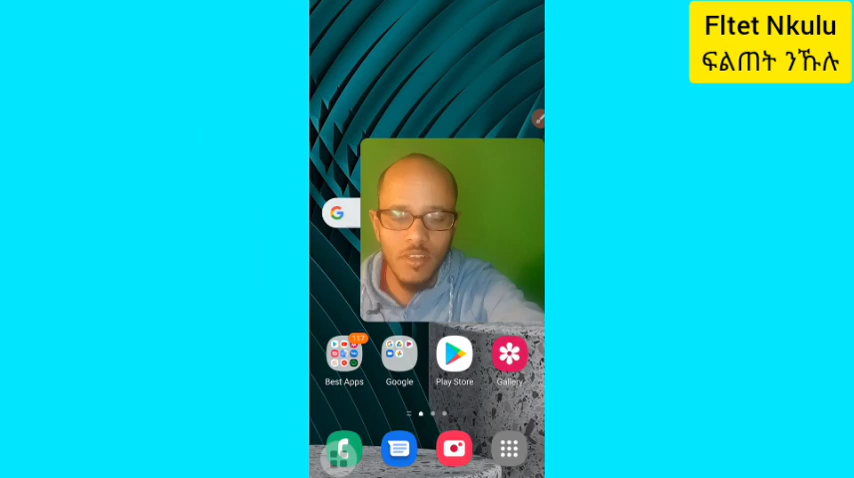 Fltet Nkulu
ፍልጠት ንኹሉ
117
Best Apps
Google
Play Store
Gallery